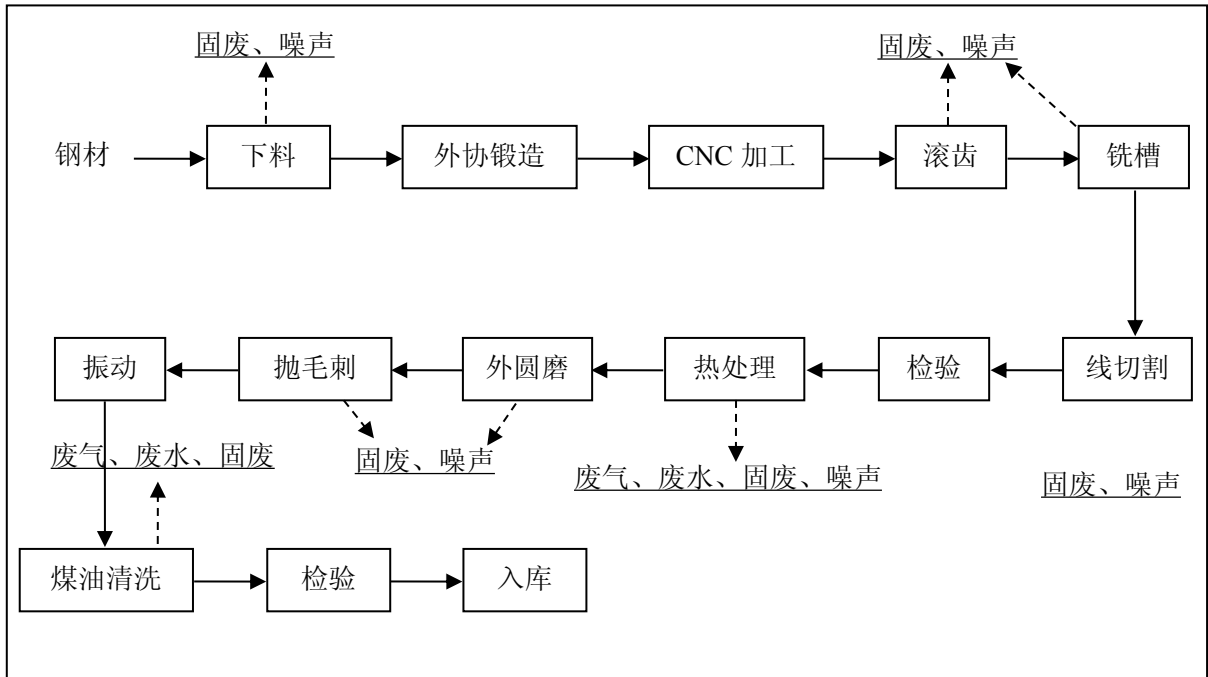 固废、噪声
固废、噪声
钢材
下料
外协锻造
CNC 加工
滚齿
铣槽
振动
抛毛刺
外圆磨
热处理
检验
线切割
废气、废水、固废
固废、噪声
废气、废水、固废、噪声
固废、噪声
煤油清洗
检验
入库